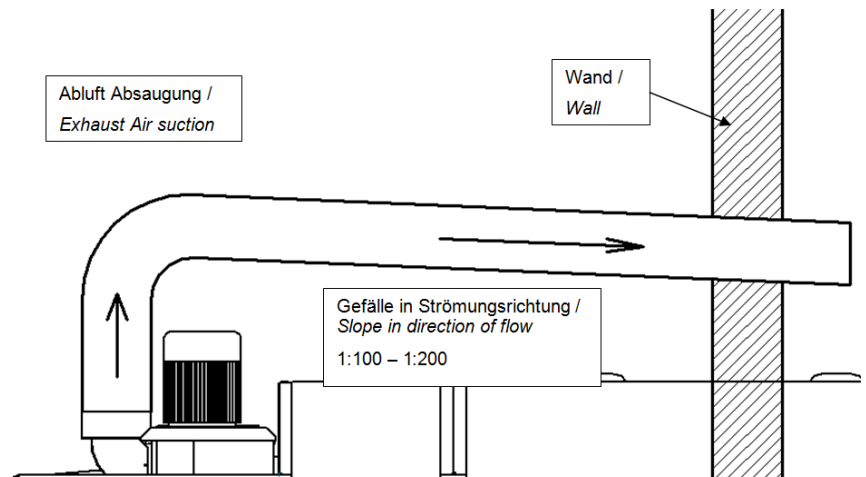 Abluft Absaugung /
Exhaust Air suction
Wand /
Wall
Gefälle in Strömungsrichtung /
Slope in direction of flow
1:100 – 1:200